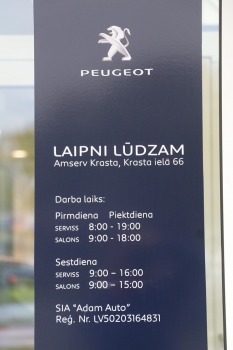 PEUGEOT
LAIPNI LŪDZAM
Amserv Krasta, Krasta ielā 66
Darba laiks:
Pirmdiena Piektdiena
SERVISS 8:00 - 19:00
SALONS 9:00 - 18:00
Sestdiena
SERVISS 9:00 – 16:00
SALONS 9:00 – 15:00
SIA "Adam Auto"
Reģ. Nr. LV50203164831